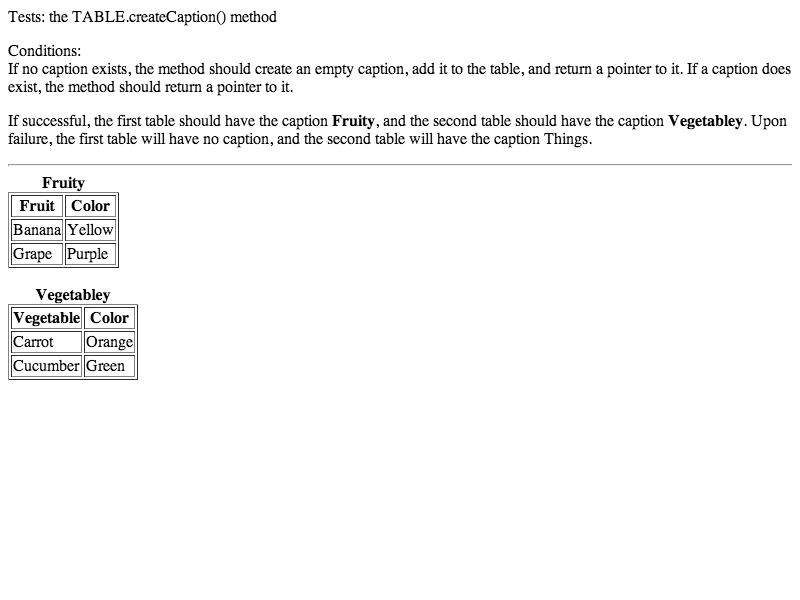 Tests: the TABLE.createCaption() method
Conditions:
If no caption exists, the method should create an empty caption, add it to the table, and return a pointer to it. If a caption does
exist, the method should return a pointer to it.
If successful, the first table should have the caption Fruity, and the second table should have the caption Vegetabley. Upon
failure, the first table will have no caption, and the second table will have the caption Things.
Fruity
Fruit Color
Banana Yellow
Grape Purple
Vegetabley
Vegetable Color
Carrot Orange
Cucumber Green